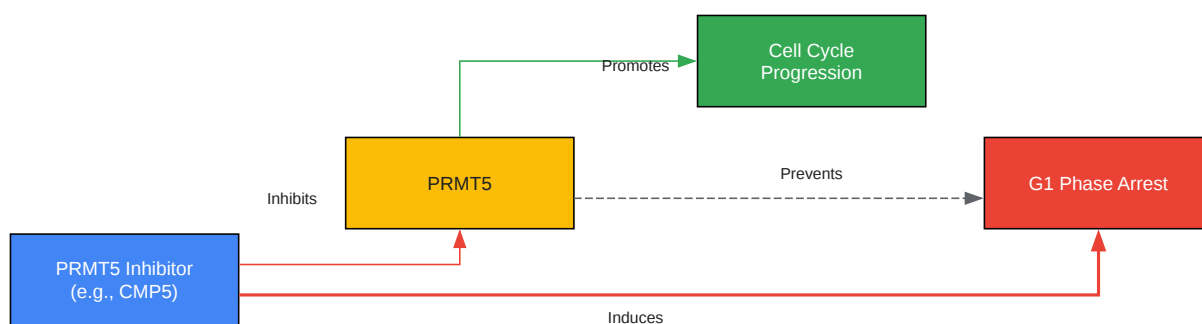 Cell Cycle
Progression
Promotes
PRMT5
Prevents
G1 Phase Arrest
Inhibits
PRMT5 Inhibitor
(e.g., CMP5)
Induces